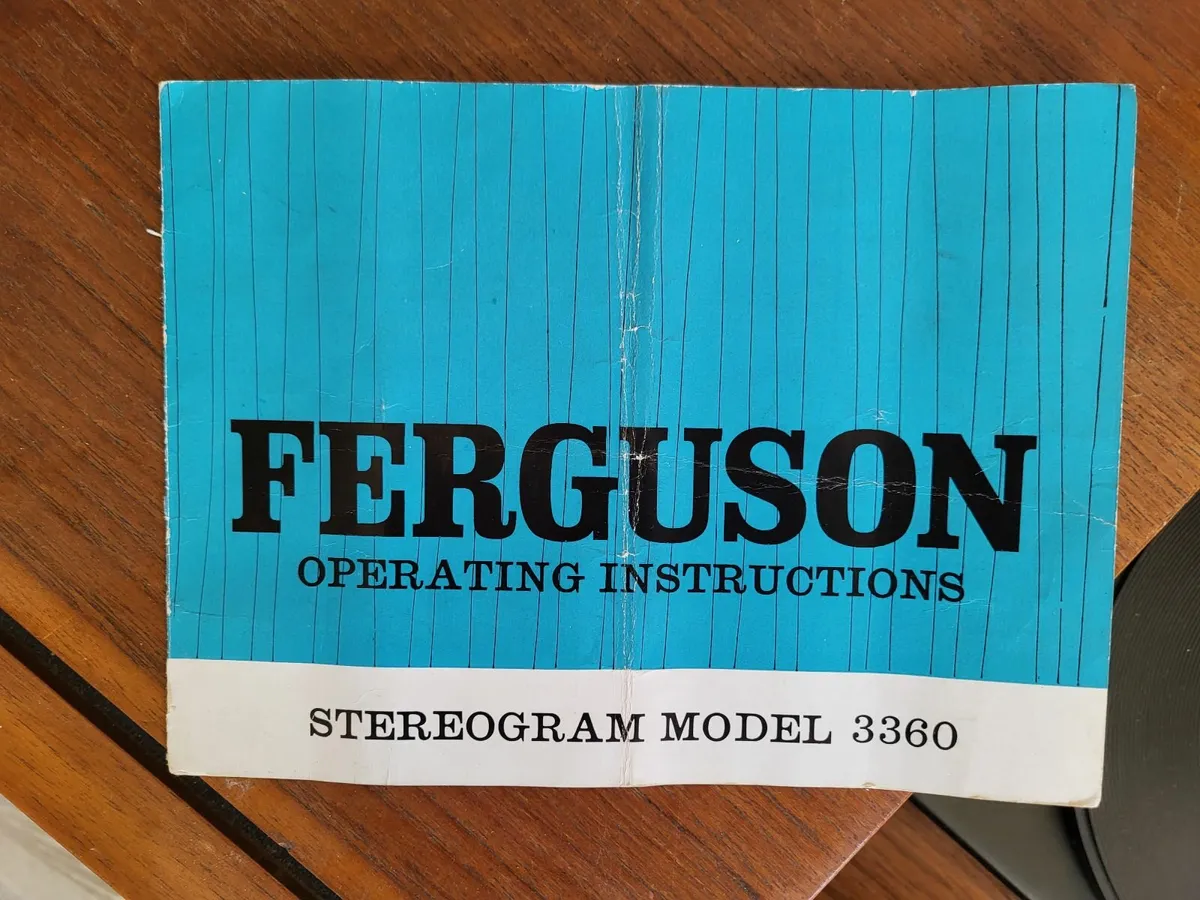 FERGUSON
OPERATING INSTRUCTIONS
STEREOGRAM MODEL 3360